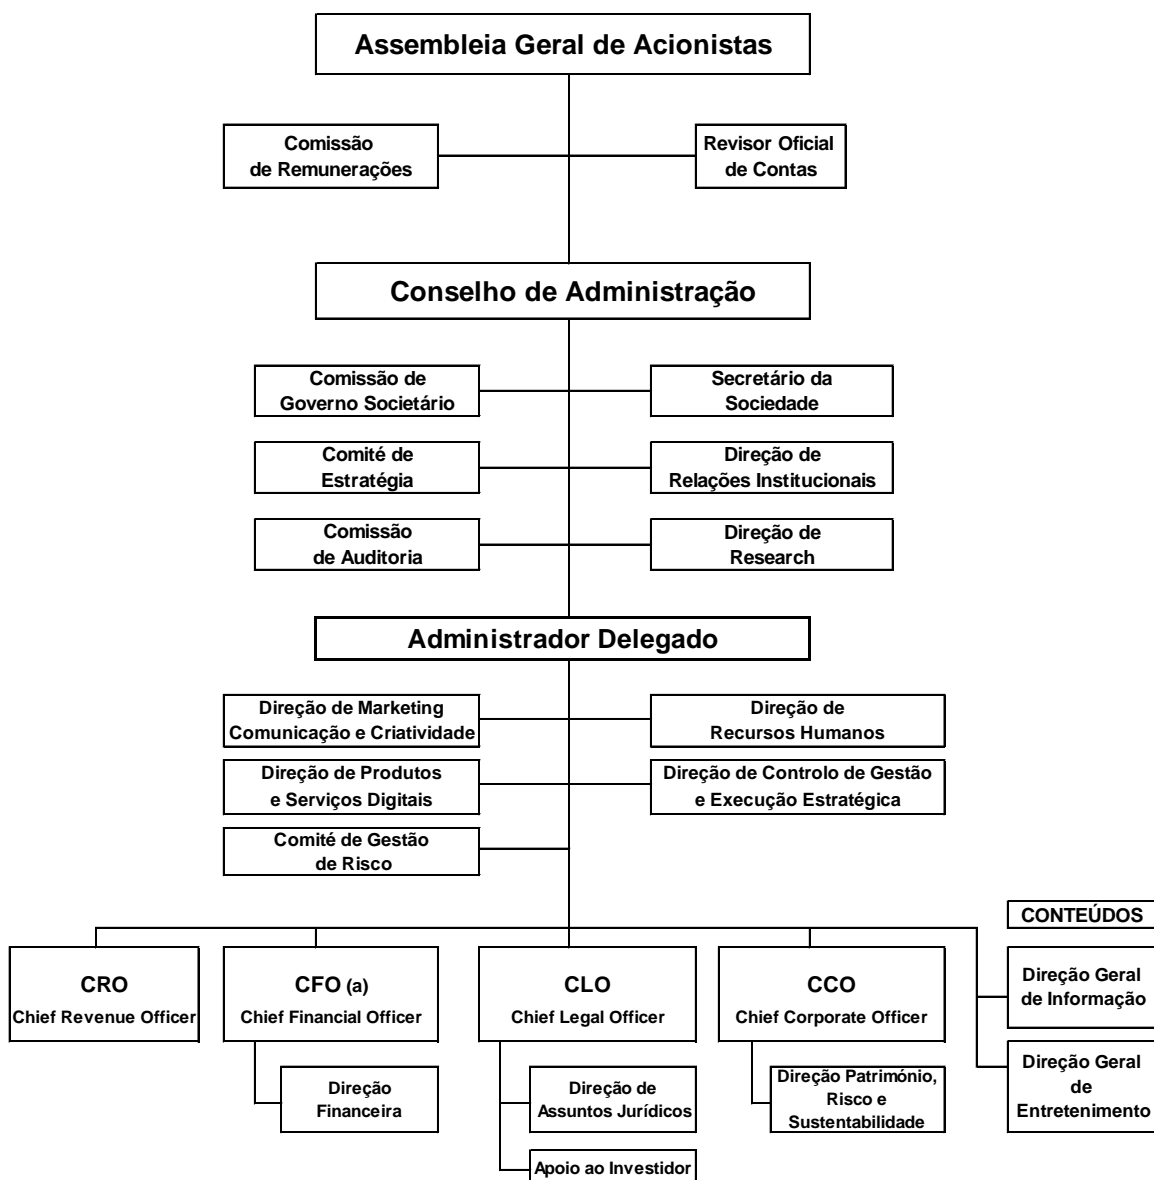 Assembleia Geral de Acionistas
Comissão
de Remunerações
Revisor Oficial
de Contas
Conselho de Administração
Comissão de
Governo Societário
Secretário da
Sociedade
Comité de
Estratégia
Direção de
Relações Institucionais
Comissão
de Auditoria
Direção de
Research
Administrador Delegado
Direção de Marketing
Comunicação e Criatividade
Direção de
Recursos Humanos
Direção de Produtos
e Serviços Digitais
Direção de Controlo de Gestão
e Execução Estratégica
Comité de Gestão
de Risco
CRO
Chief Revenue Officer
CFO (a)
Chief Financial Officer
Direção
Financeira
CLO
Chief Legal Officer
Direção de
Assuntos Jurídicos
Apoio ao Investidor
CCO
Chief Corporate Officer
Direção Património,
Risco e
Sustentabilidade
CONTEÚDOS
Direção Geral
de Informação
Direção Geral
de
Entretenimento